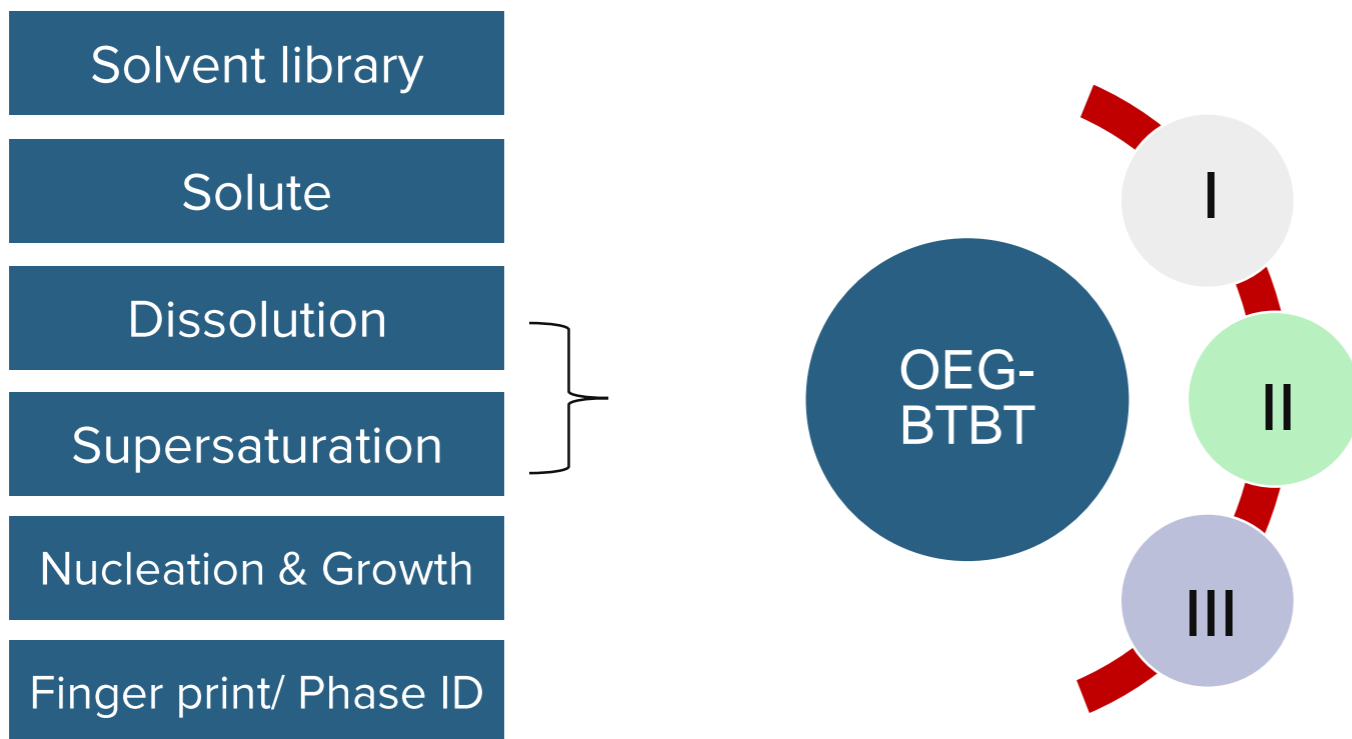 Solvent library
Solute
Dissolution
Supersaturation
Nucleation & Growth
Finger print/ Phase ID
OEG-
BTBT
I
II
III